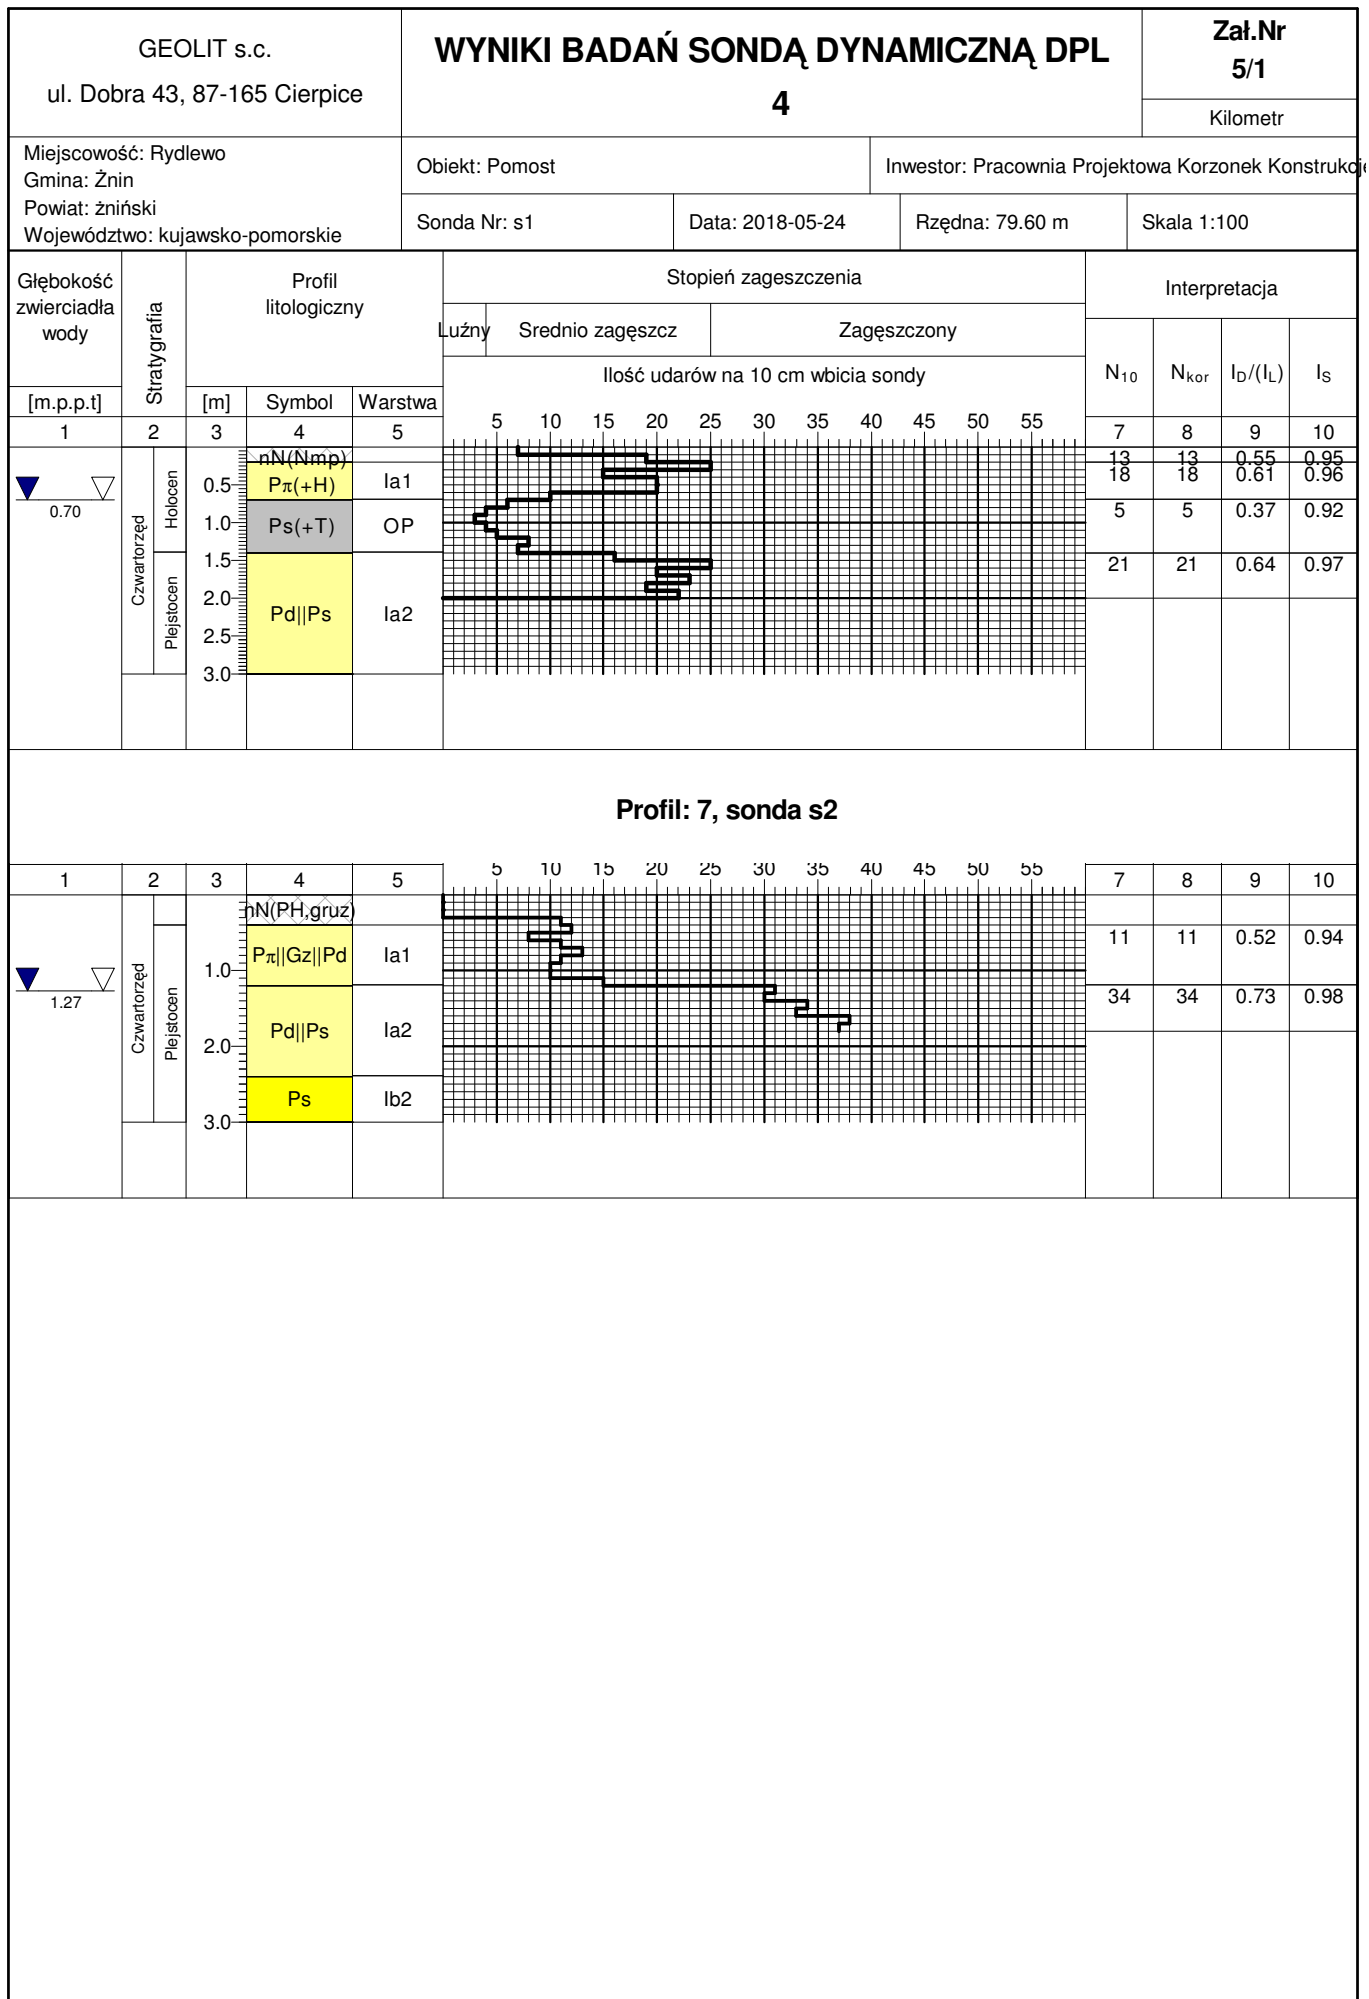 GEOLIT s.c.
ul. Dobra 43, 87-165 Cierpice
WYNIKI BADAŃ SONDĄ DYNAMICZNĄ DPL
4
Zał.Nr
5/1
Kilometr
Miejscowość: Rydlewo
Gmina: Żnin
Powiat: żniński
Województwo: kujawsko-pomorskie
Obiekt: Pomost
Inwestor: Pracownia Projektowa Korzonek Konstrukcje
Sonda Nr: s1
Data: 2018-05-24
Rzędna: 79.60 m
Skala 1:100
Głębokość
zwierciadła
wody
[m.p.p.t]
Stratygrafia
Profil
litologiczny
[m] Symbol Warstwa
Stopień zageszczenia
Luźny Srednio zagęszcz Zagęszczony
Ilość udarów na 10 cm wbicia sondy
5 10 15 20 25 30 35 40 45 50 55
Interpretacja
N10 Nkor ID/(IL) IS
1 2 3 4 5 7 8 9 10
0.70
Czwartorzęd
Holocen
Plejstocen
0.5
1.0
1.5
2.0
2.5
3.0
nN(Nmp)
Pπ(+H) Ia1
Ps(+T) OP
Pd||Ps Ia2
13 13 0.55 0.95
18 18 0.61 0.96
5 5 0.37 0.92
21 21 0.64 0.97
Profil: 7, sonda s2
5 10 15 20 25 30 35 40 45 50 55
1 2 3 4 5 7 8 9 10
1.27
Czwartorzęd
Plejstocen
1.0
2.0
3.0
nN(PH,gruz)
Pπ||Gz||Pd Ia1
Pd||Ps Ia2
Ps Ib2
11 11 0.52 0.94
34 34 0.73 0.98